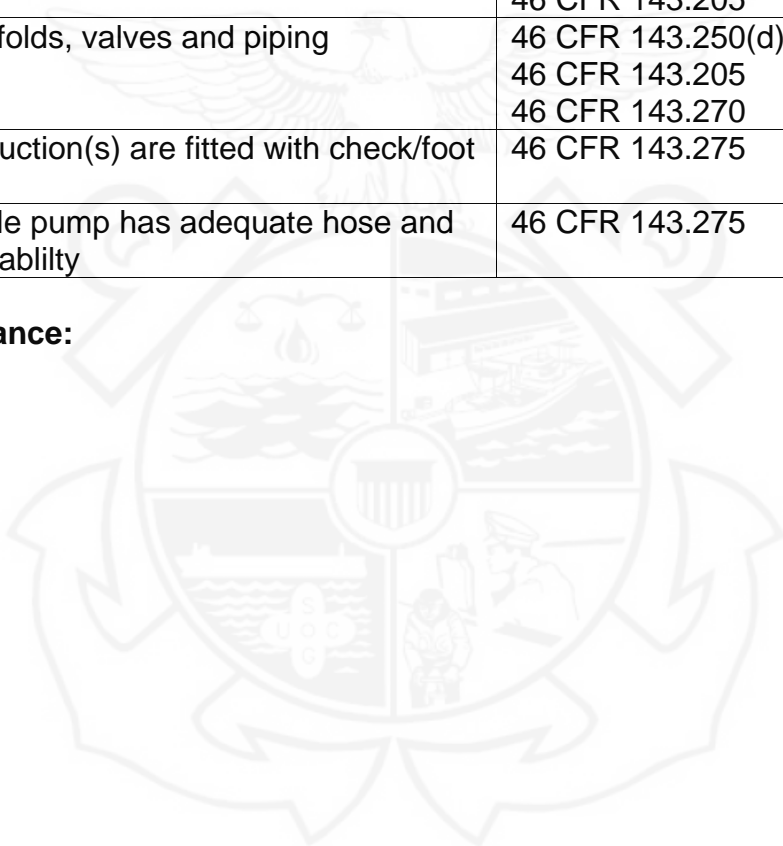 46 CFR 143.205
folds, valves and piping
46 CFR 143.250(d)
46 CFR 143.205
46 CFR 143.270
uction(s) are fitted with check/foot
46 CFR 143.275
le pump has adequate hose and
ablilty
46 CFR 143.275
ance:
S
U O C
G